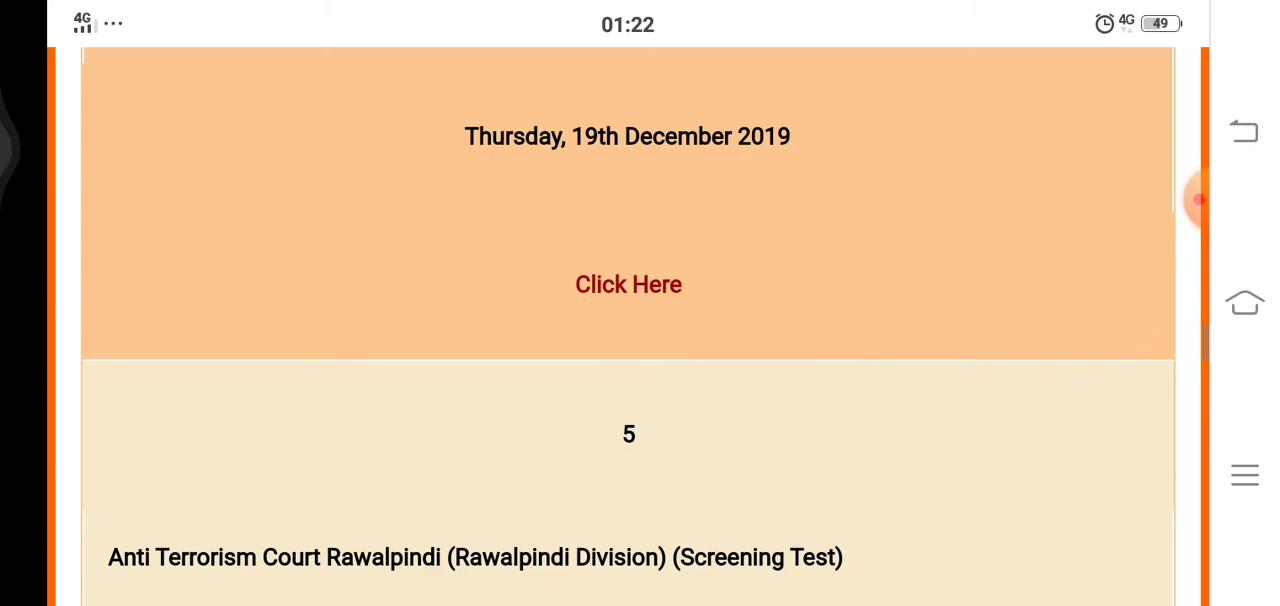 4G ... 01:22 4G 49
Thursday, 19th December 2019
Click Here
5
Anti Terrorism Court Rawalpindi (Rawalpindi Division) (Screening Test)